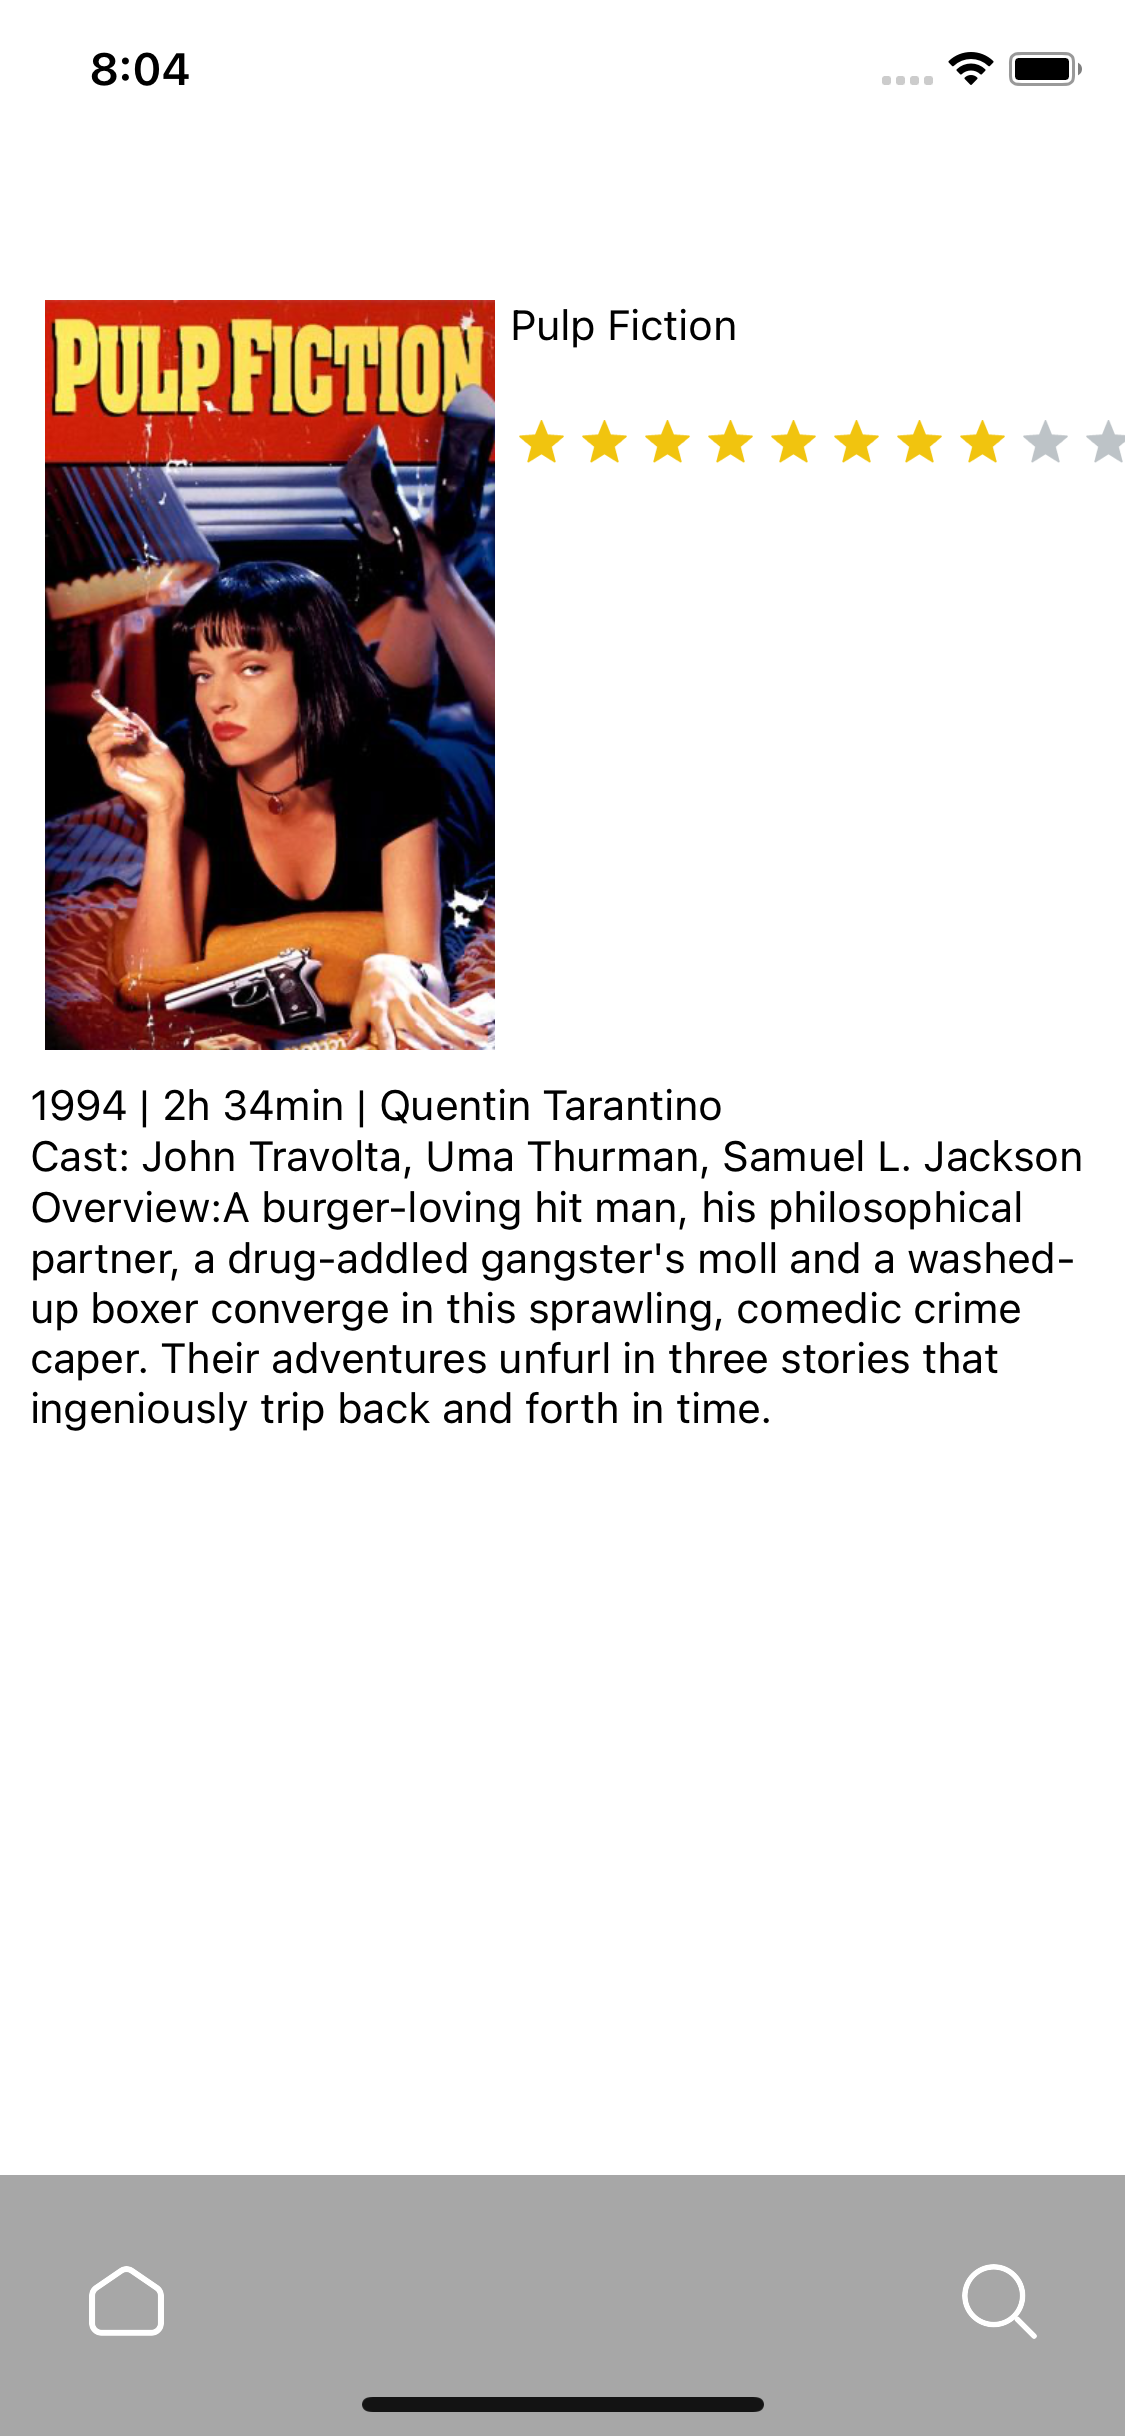 8:04
PULP FICTION
Pulp Fiction
1994 | 2h 34min | Quentin Tarantino
Cast: John Travolta, Uma Thurman, Samuel L. Jackson
Overview:A burger-loving hit man, his philosophical
partner, a drug-addled gangster's moll and a washed-
up boxer converge in this sprawling, comedic crime
caper. Their adventures unfurl in three stories that
ingeniously trip back and forth in time.